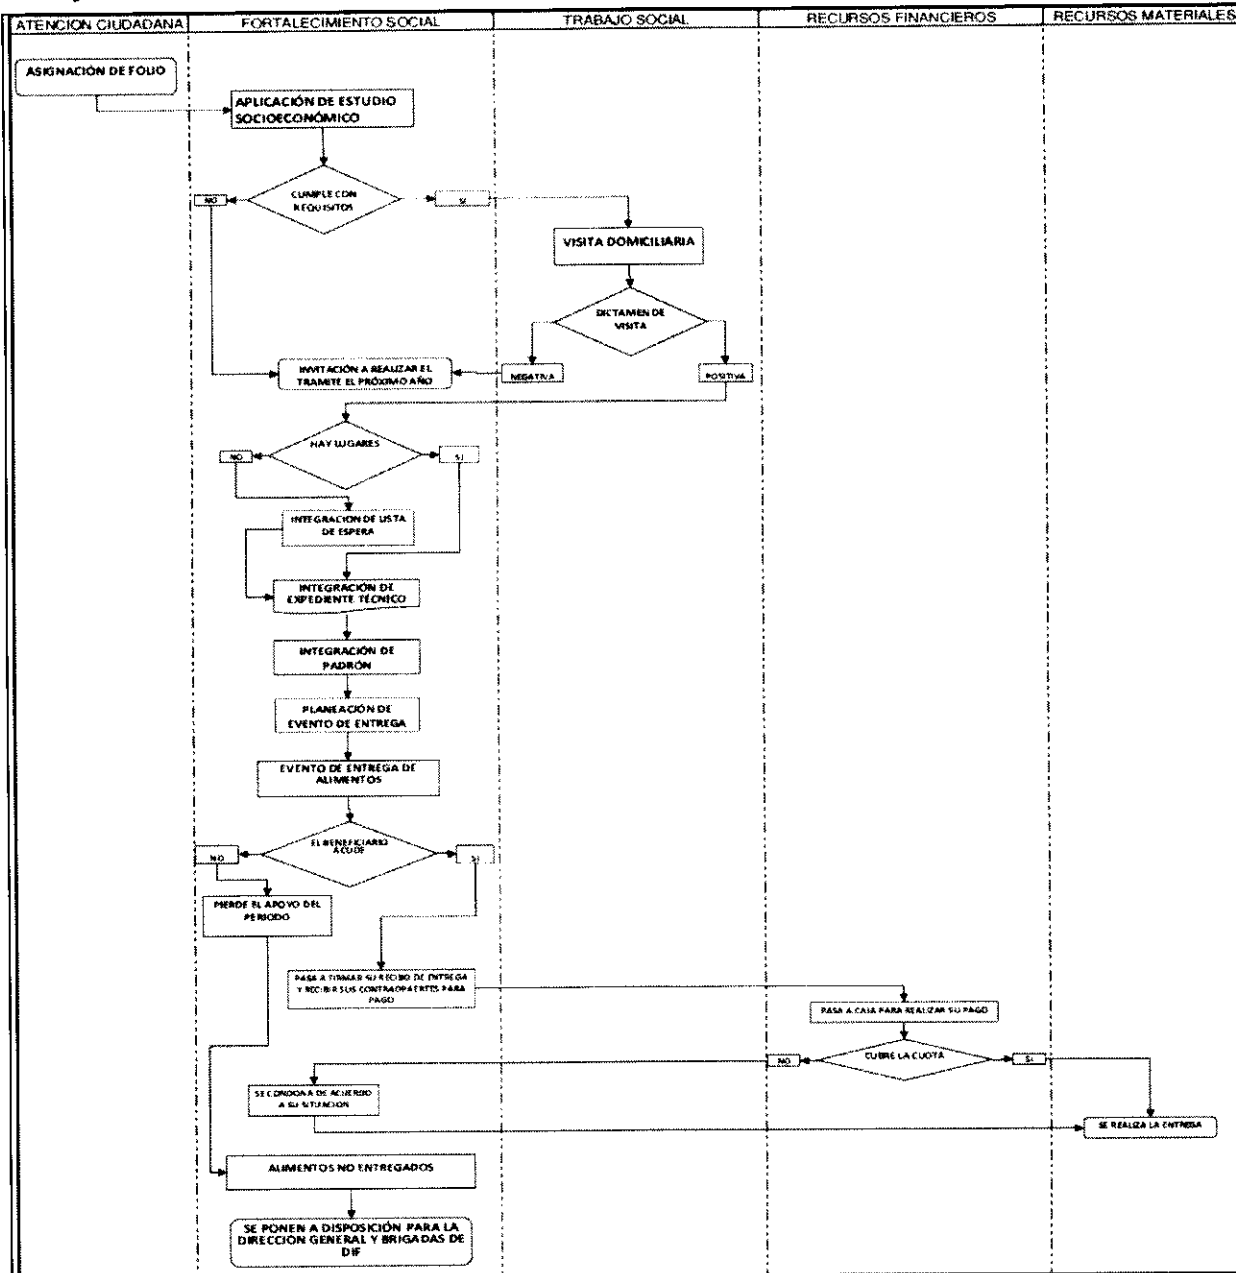 ATENCION CIUDADANA
FORTALECIMIENTO SOCIAL
TRABAJO SOCIAL
RECURSOS FINANCIEROS
RECURSOS MATERIALES
ASIGNACIÓN DE FOLIO
APLICACIÓN DE ESTUDIO
SOCIOECONÓMICO
CUMPLE CON
REQUISITOS
NO
SI
VISITA DOMICILIARIA
DICTAMEN DE
VISITA
INVITACIÓN A REALIZAR EL
TRAMITE EL PRÓXIMO AÑO
NEGATIVA
POSITIVA
HAY LUGARES
NO
SI
INTEGRACION DE LISTA
DE ESPERA
INTEGRACIÓN DE
EXPEDIENTE TÉCNICO
INTEGRACIÓN DE
PADRÓN
PLANEACIÓN DE
EVENTO DE ENTREGA
EVENTO DE ENTREGA DE
ALIMENTOS
EL BENEFICIARIO
ACUDE
NO
SI
PIERDE EL APOYO DEL
PERIODO
PASA A FIRMAR SU RECIBO DE ENTREGA
Y RECIBIR SUS CONTRAOPAERTES PARA
PAGO
PASA A CAJA PARA REALIZAR SU PAGO
CUBRE LA CUOTA
NO
SI
SE CONDONA DE ACUERDO
A SU SITUACION
SE REALIZA LA ENTREGA
ALIMENTOS NO ENTREGADOS
SE PONEN A DISPOSICIÓN PARA LA
DIRECCIÓN GENERAL Y BRIGADAS DE
DIF